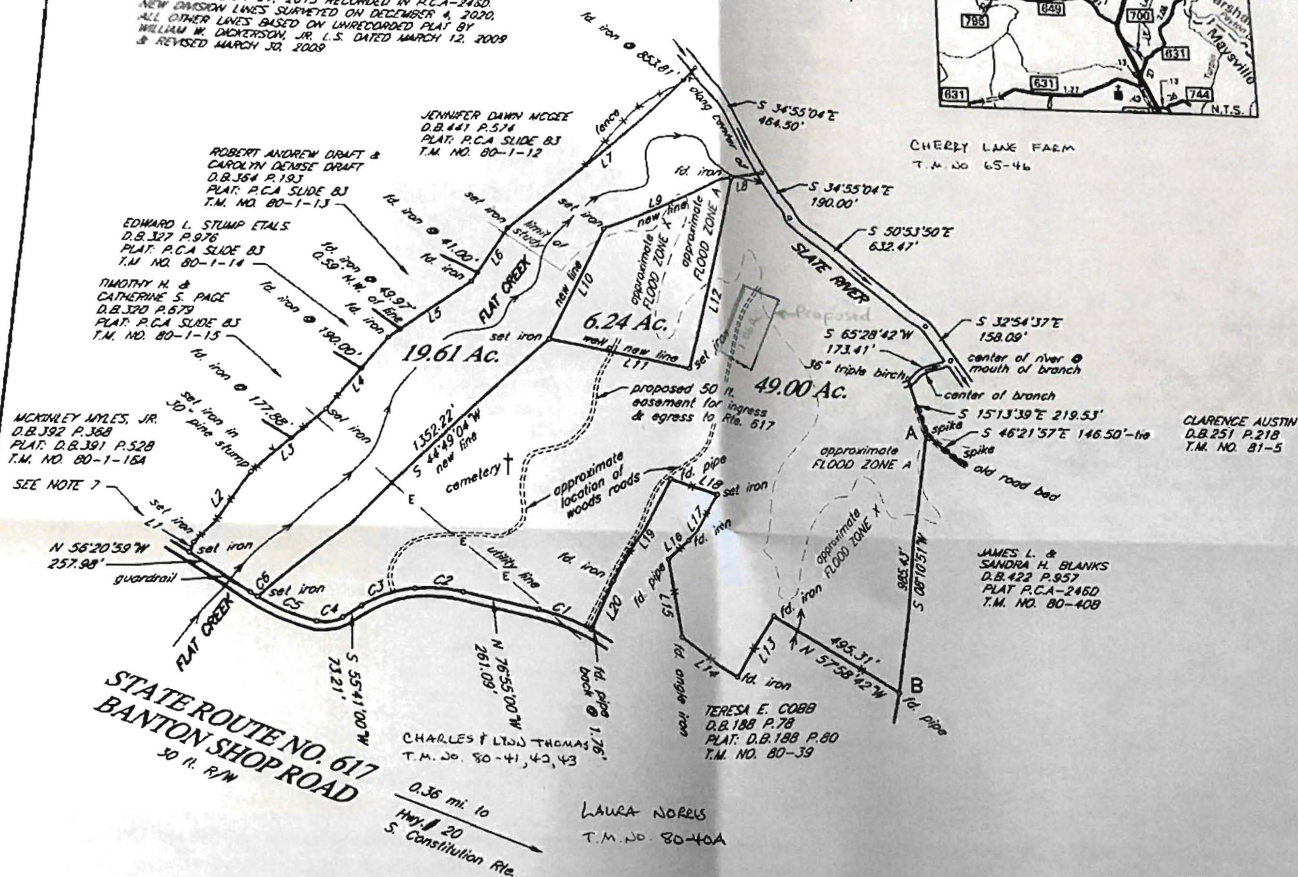 NEW DIVISION LINES SURVEYED ON DECEMBER 4, 2020.
ALL OTHER LINES BASED ON UNRECORDED PLAT BY
WILLIAM W. DICKERSON, JR. L.S. DATED MARCH 12, 2009
& REVISED MARCH 30, 2009
795
649
700
631
Maysville
631
631
1.27
744
N.T.S.
fd. iron @ 853.81'
along center of
S 34°55'04"E
464.50'
CHERRY LANE FARM
T.M. NO 65-46
JENNIFER DAWN MCGEE
D.B.441 P.574
PLAT: P.C.A SLIDE 83
T.M. NO. 80-1-12
fence
L7
ROBERT ANDREW DRAFT &
CAROLYN DENISE DRAFT
D.B.364 P.193
PLAT: P.C.A SLIDE 83
T.M. NO. 80-1-13
fd. iron
L8
S 34°55'04"E
190.00'
set iron
set iron
L9
new line
limit of
study
EDWARD L. STUMP ETALS
D.B.327 P.976
PLAT: P.C.A SLIDE 83
T.M NO. 80-1-14
fd. iron @ 41.00'
fd. iron
L6
S 50°53'50"E
632.47'
SLATE RIVER
approximate
FLOOD ZONE X
approximate
FLOOD ZONE A
fd. iron @ 49.97'
0.59 N.W. of line
fd. iron
L5
FLAT CREEK
new line
L10
L12
TIMOTHY H. &
CATHERINE S. PAGE
D.B.320 P.679
PLAT: P.C.A SLIDE 83
T.M. NO. 80-1-15
fd. iron @ 190.00'
L4
6.24 Ac.
Proposed
S 32°54'37"E
158.09'
S 65°28'42"W
173.41'
center of river @
mouth of branch
set iron
new line
L11
set iron
19.61 Ac.
49.00 Ac.
36" triple birch
center of branch
proposed 50 ft.
easement for ingress
& egress to Rte. 617
fd. iron @ 177.88'
set iron
L3
set iron in
30" pine stump
S 15°13'39"E 219.53'
MCKINLEY MYLES, JR.
D.B.392 P.368
PLAT: D.B.391 P.528
T.M. NO. 80-1-16A
1352.22'
S 44°49'04"W
new line
A
spike
S 46°21'57"E 146.50'-tie
spike
old road bed
CLARENCE AUSTIN
D.B.251 P.218
T.M. NO. 81-5
approximate
FLOOD ZONE A
cemetery
approximate
location of
woods roads
fd. pipe
L18
set iron
SEE NOTE 7
L2
E
L1
set iron
set iron
L17
fd. iron
L16
L19
approximate
FLOOD ZONE X
N 56°20'59"W
257.98'
guardrail
E
utility line
E
fd. iron
fd. pipe
985.43'
S 08°10'51"W
JAMES L. &
SANDRA H. BLANKS
D.B.422 P.957
PLAT P.C.A-246D
T.M. NO. 80-40B
C6
set iron
C5
C4
C3
C2
C1
L20
L15
fd. iron
FLAT CREEK
S 55°41'00"W
73.21'
N 76°55'00"W
261.09'
fd. pipe
back @ 1.76'
fd. angle iron
L14
L13
fd. iron
495.31'
N 57°58'42"W
B
fd. pipe
STATE ROUTE NO. 617
BANTON SHOP ROAD
30 ft. R/W
TERESA E. COBB
D.B.188 P.78
PLAT: D.B.188 P.80
T.M. NO. 80-39
CHARLES & LYNN THOMAS
T.M. NO. 80-41,42,43
0.36 mi. to
Hwy. # 20
S. Constitution Rte.
LAURA NORRIS
T.M. NO. 80-40A